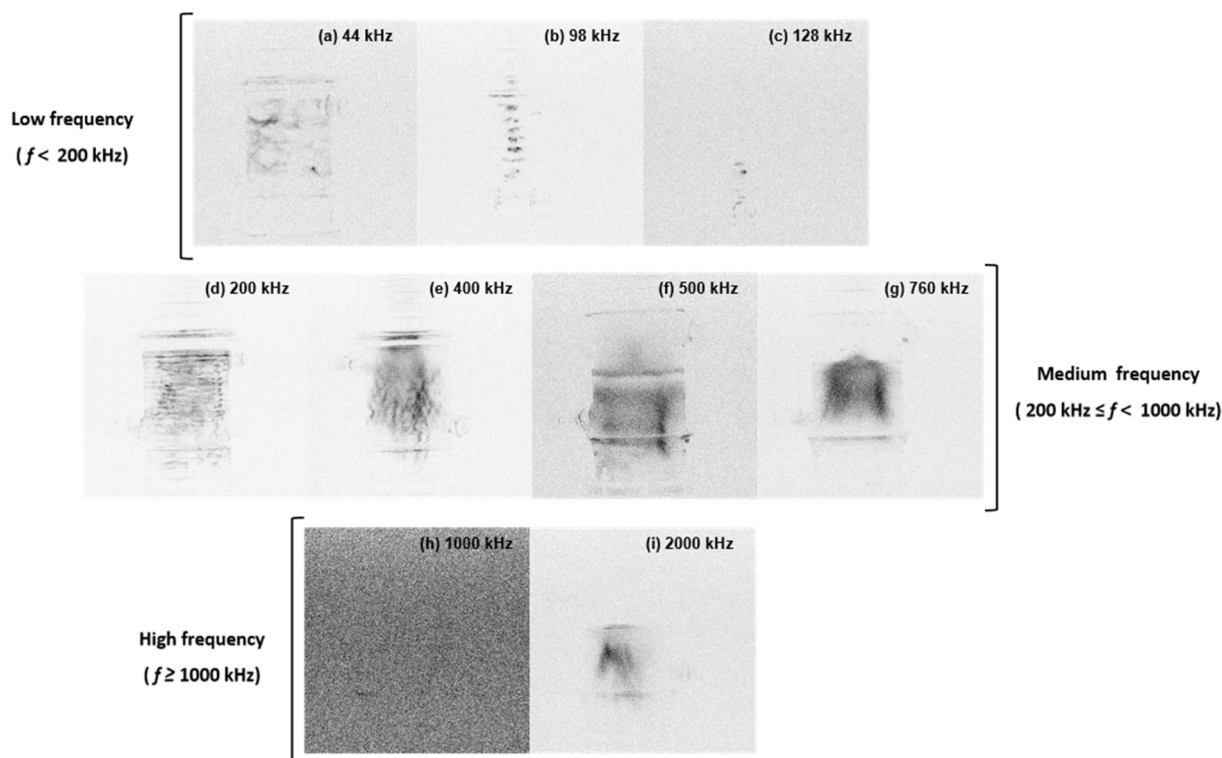 (a) 44 kHz
(b) 98 kHz
(c) 128 kHz
Low frequency
( f < 200 kHz)
(d) 200 kHz
(e) 400 kHz
(f) 500 kHz
(g) 760 kHz
Medium frequency
( 200 kHz ≤ f < 1000 kHz)
(h) 1000 kHz
(i) 2000 kHz
High frequency
( f ≥ 1000 kHz)